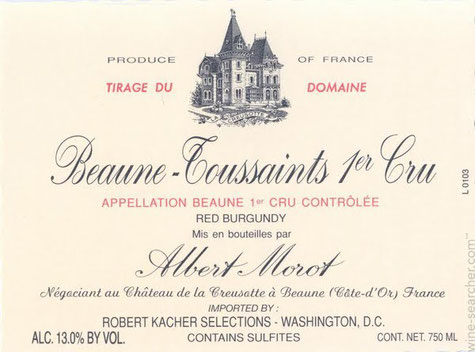 PRODUCE OF FRANCE
TIRAGE DU DOMAINE
LA CREUSOTTE
Beaune-Toussaints 1er Cru
APPELLATION BEAUNE 1er CRU CONTRÔLÉE
RED BURGUNDY
Mis en bouteilles par
Albert Morot
Négociant au Château de la Creusotte à Beaune (Côte-d'Or) France
IMPORTED BY:
ROBERT KACHER SELECTIONS - WASHINGTON, D.C.
ALC. 13.0% BY VOL. CONTAINS SULFITES CONT. NET. 750 ML
L 0103
wine-searcher.com